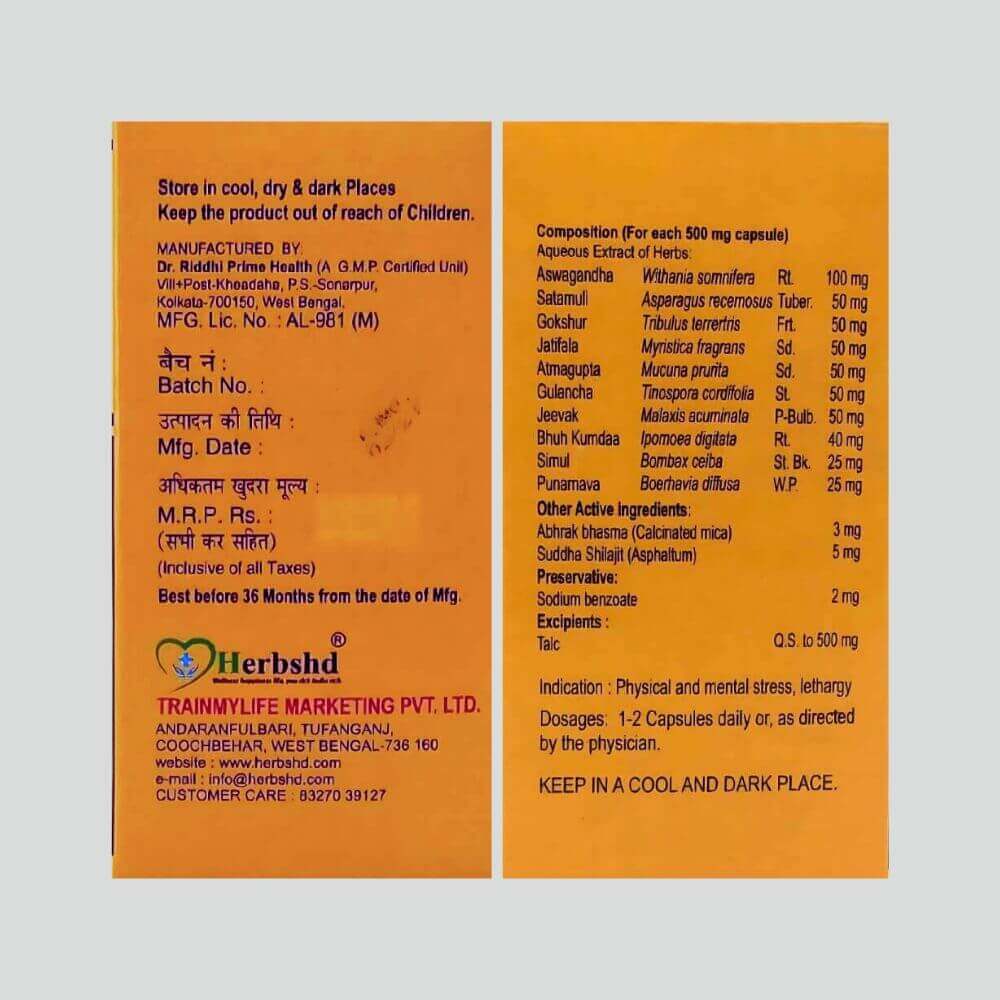 Store in cool, dry & dark Places
Keep the product out of reach of Children.
MANUFACTURED BY:
Dr. Riddhi Prime Health (A G.M.P. Certified Unit)
Vill+Post-Kheadaha, P.S.-Sonarpur,
Kolkata-700150, West Bengal.
MFG. Lic. No. : AL-981 (M)
बैच नं :
Batch No. :
उत्पादन की तिथि :
Mfg. Date :
अधिकतम खुदरा मूल्य :
M.R.P. Rs. :
(सभी कर सहित)
(Inclusive of all Taxes)
Best before 36 Months from the date of Mfg.
Herbshd®
TRAINMYLIFE MARKETING PVT. LTD.
ANDARANFULBARI, TUFANGANJ,
COOCHBEHAR, WEST BENGAL-736 160
website : www.herbshd.com
e-mail : info@herbshd.com
CUSTOMER CARE : 83270 39127
Composition (For each 500 mg capsule)
Aqueous Extract of Herbs:
Aswagandha Withania somnifera Rt. 100 mg
Satamuli Asparagus recemosus Tuber. 50 mg
Gokshur Tribulus terrertris Frt. 50 mg
Jatifala Myristica fragrans Sd. 50 mg
Atmagupta Mucuna prurita Sd. 50 mg
Gulancha Tinospora cordifolia St. 50 mg
Jeevak Malaxis acuminata P-Bulb. 50 mg
Bhuh Kumdaa Ipomoea digitata Rt. 40 mg
Simul Bombax ceiba St. Bk. 25 mg
Punarnava Boerhavia diffusa W.P. 25 mg
Other Active Ingredients:
Abhrak bhasma (Calcinated mica) 3 mg
Suddha Shilajit (Asphaltum) 5 mg
Preservative:
Sodium benzoate 2 mg
Excipients :
Talc Q.S. to 500 mg
Indication : Physical and mental stress, lethargy
Dosages: 1-2 Capsules daily or, as directed
by the physician.
KEEP IN A COOL AND DARK PLACE.